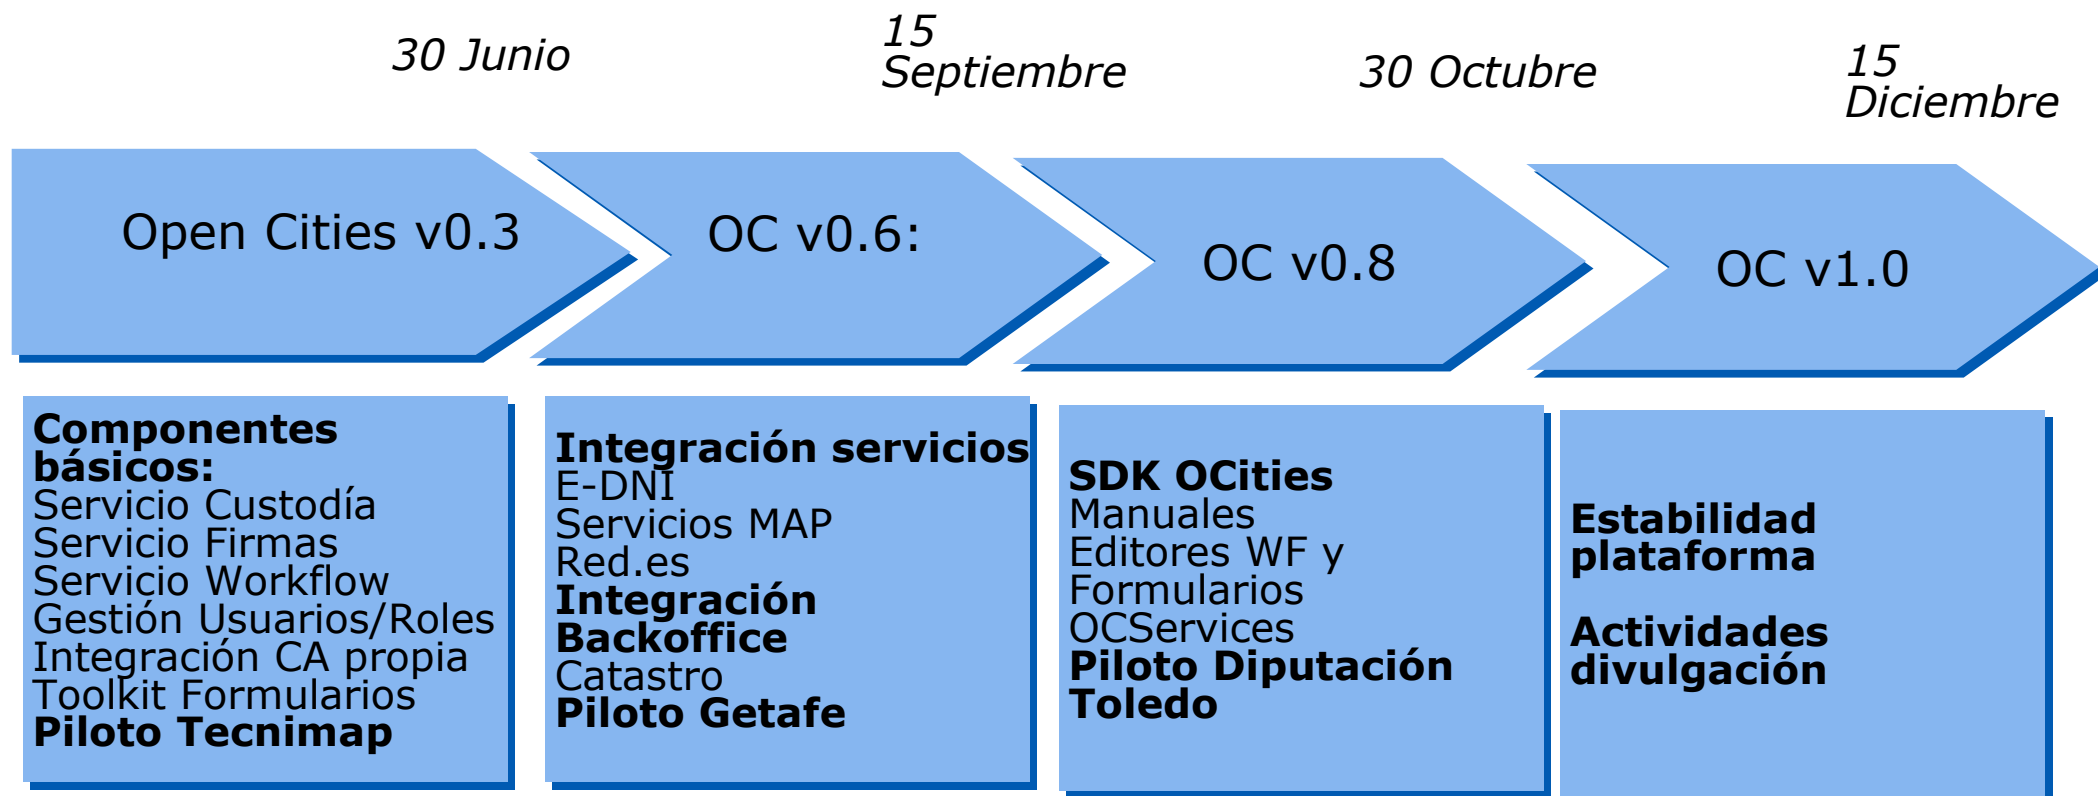 30 Junio
15
Septiembre
30 Octubre
15
Diciembre
Open Cities v0.3
OC v0.6:
OC v0.8
OC v1.0
Componentes
básicos:
Servicio Custodía
Servicio Firmas
Servicio Workflow
Gestión Usuarios/Roles
Integración CA propia
Toolkit Formularios
Piloto Tecnimap
Integración servicios
E-DNI
Servicios MAP
Red.es
Integración
Backoffice
Catastro
Piloto Getafe
SDK OCities
Manuales
Editores WF y
Formularios
OCServices
Piloto Diputación
Toledo
Estabilidad
plataforma
Actividades
divulgación